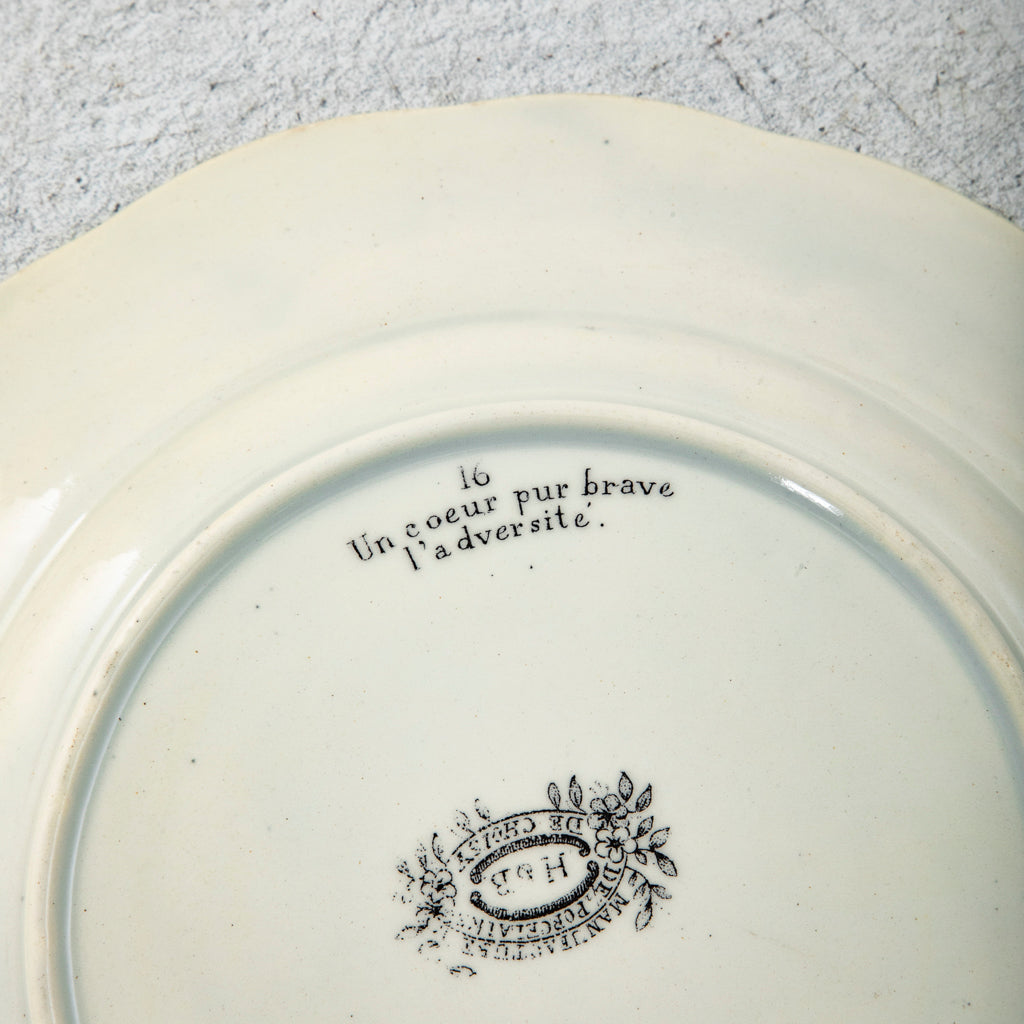 16
Un coeur pur brave
l'adversité.
MANUFACTURE
DE PORCELAINE
H & B
DE CHOISY